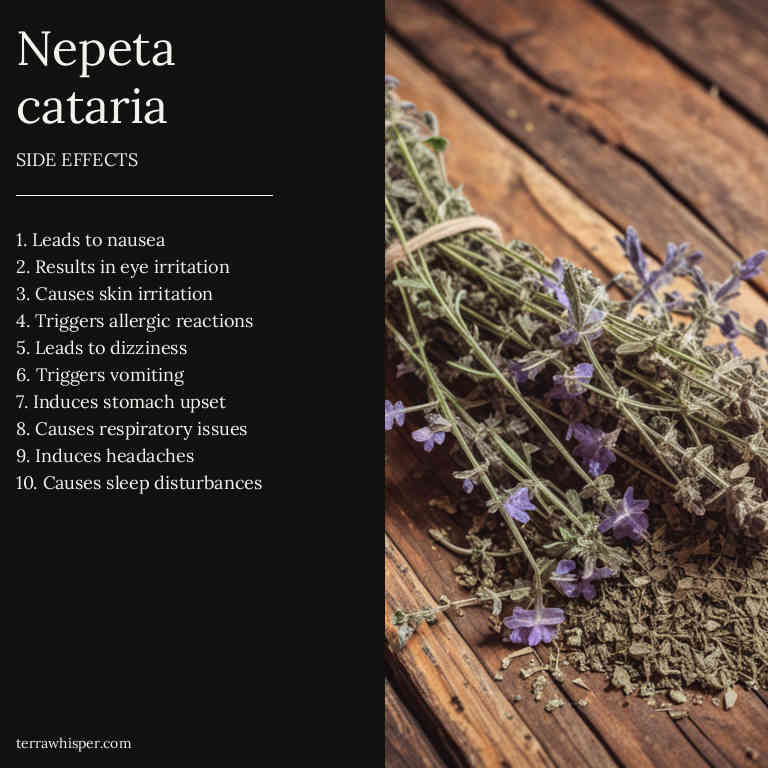 Nepeta
cataria
SIDE EFFECTS
1. Leads to nausea
2. Results in eye irritation
3. Causes skin irritation
4. Triggers allergic reactions
5. Leads to dizziness
6. Triggers vomiting
7. Induces stomach upset
8. Causes respiratory issues
9. Induces headaches
10. Causes sleep disturbances
terrawhisper.com